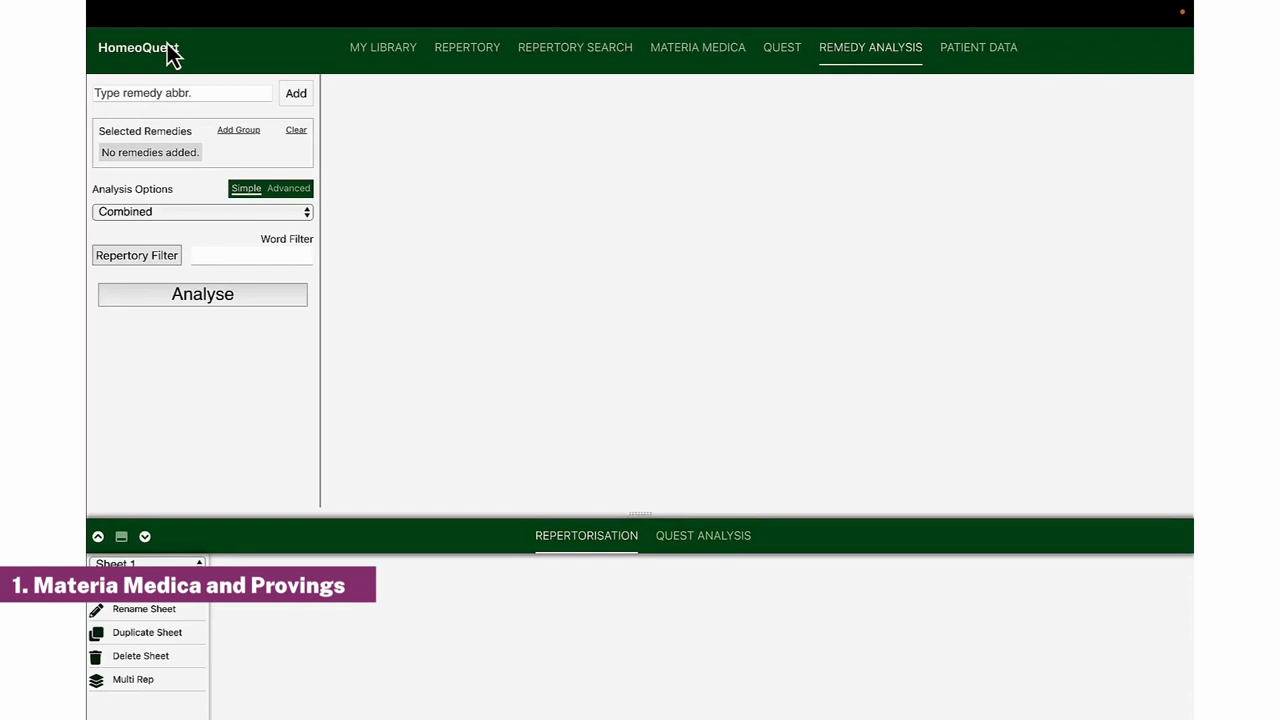 HomeoQuest
MY LIBRARY REPERTORY REPERTORY SEARCH MATERIA MEDICA QUEST REMEDY ANALYSIS PATIENT DATA
Type remedy abbr. Add
Selected Remedies Add Group Clear
No remedies added.
Analysis Options Simple Advanced
Combined
Word Filter
Repertory Filter
Analyse
REPERTORISATION QUEST ANALYSIS
Sheet 1
1. Materia Medica and Provings
Rename Sheet
Duplicate Sheet
Delete Sheet
Multi Rep